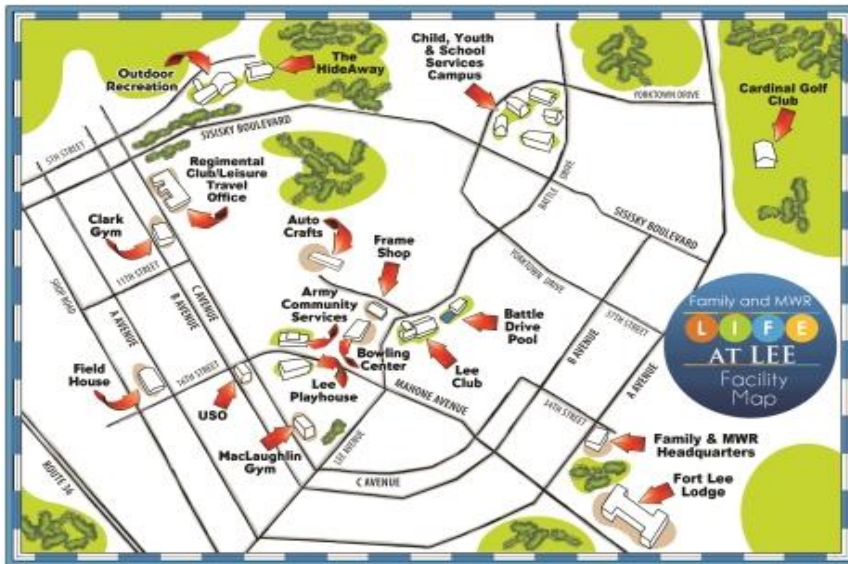 Outdoor
Recreation
The
HideAway
Child, Youth
& School
Services
Campus
YORKTOWN DRIVE
Cardinal Golf
Club
5TH STREET
SISISKY BOULEVARD
Regimental
Club/Leisure
Travel
Office
Clark
Gym
Auto
Crafts
Frame
Shop
BATTLE DRIVE
SISISKY BOULEVARD
YORKTOWN DRIVE
11TH STREET
SHOP ROAD
A AVENUE
B AVENUE
C AVENUE
Army
Community
Services
Battle
Drive
Pool
37TH STREET
B AVENUE
A AVENUE
Family and MWR
LIFE
AT LEE
Facility
Map
Field
House
16TH STREET
USO
Lee
Playhouse
Bowling
Center
Lee
Club
MAHONE AVENUE
34TH STREET
MacLaughlin
Gym
LEE AVENUE
C AVENUE
Family & MWR
Headquarters
Fort Lee
Lodge
ROUTE 36